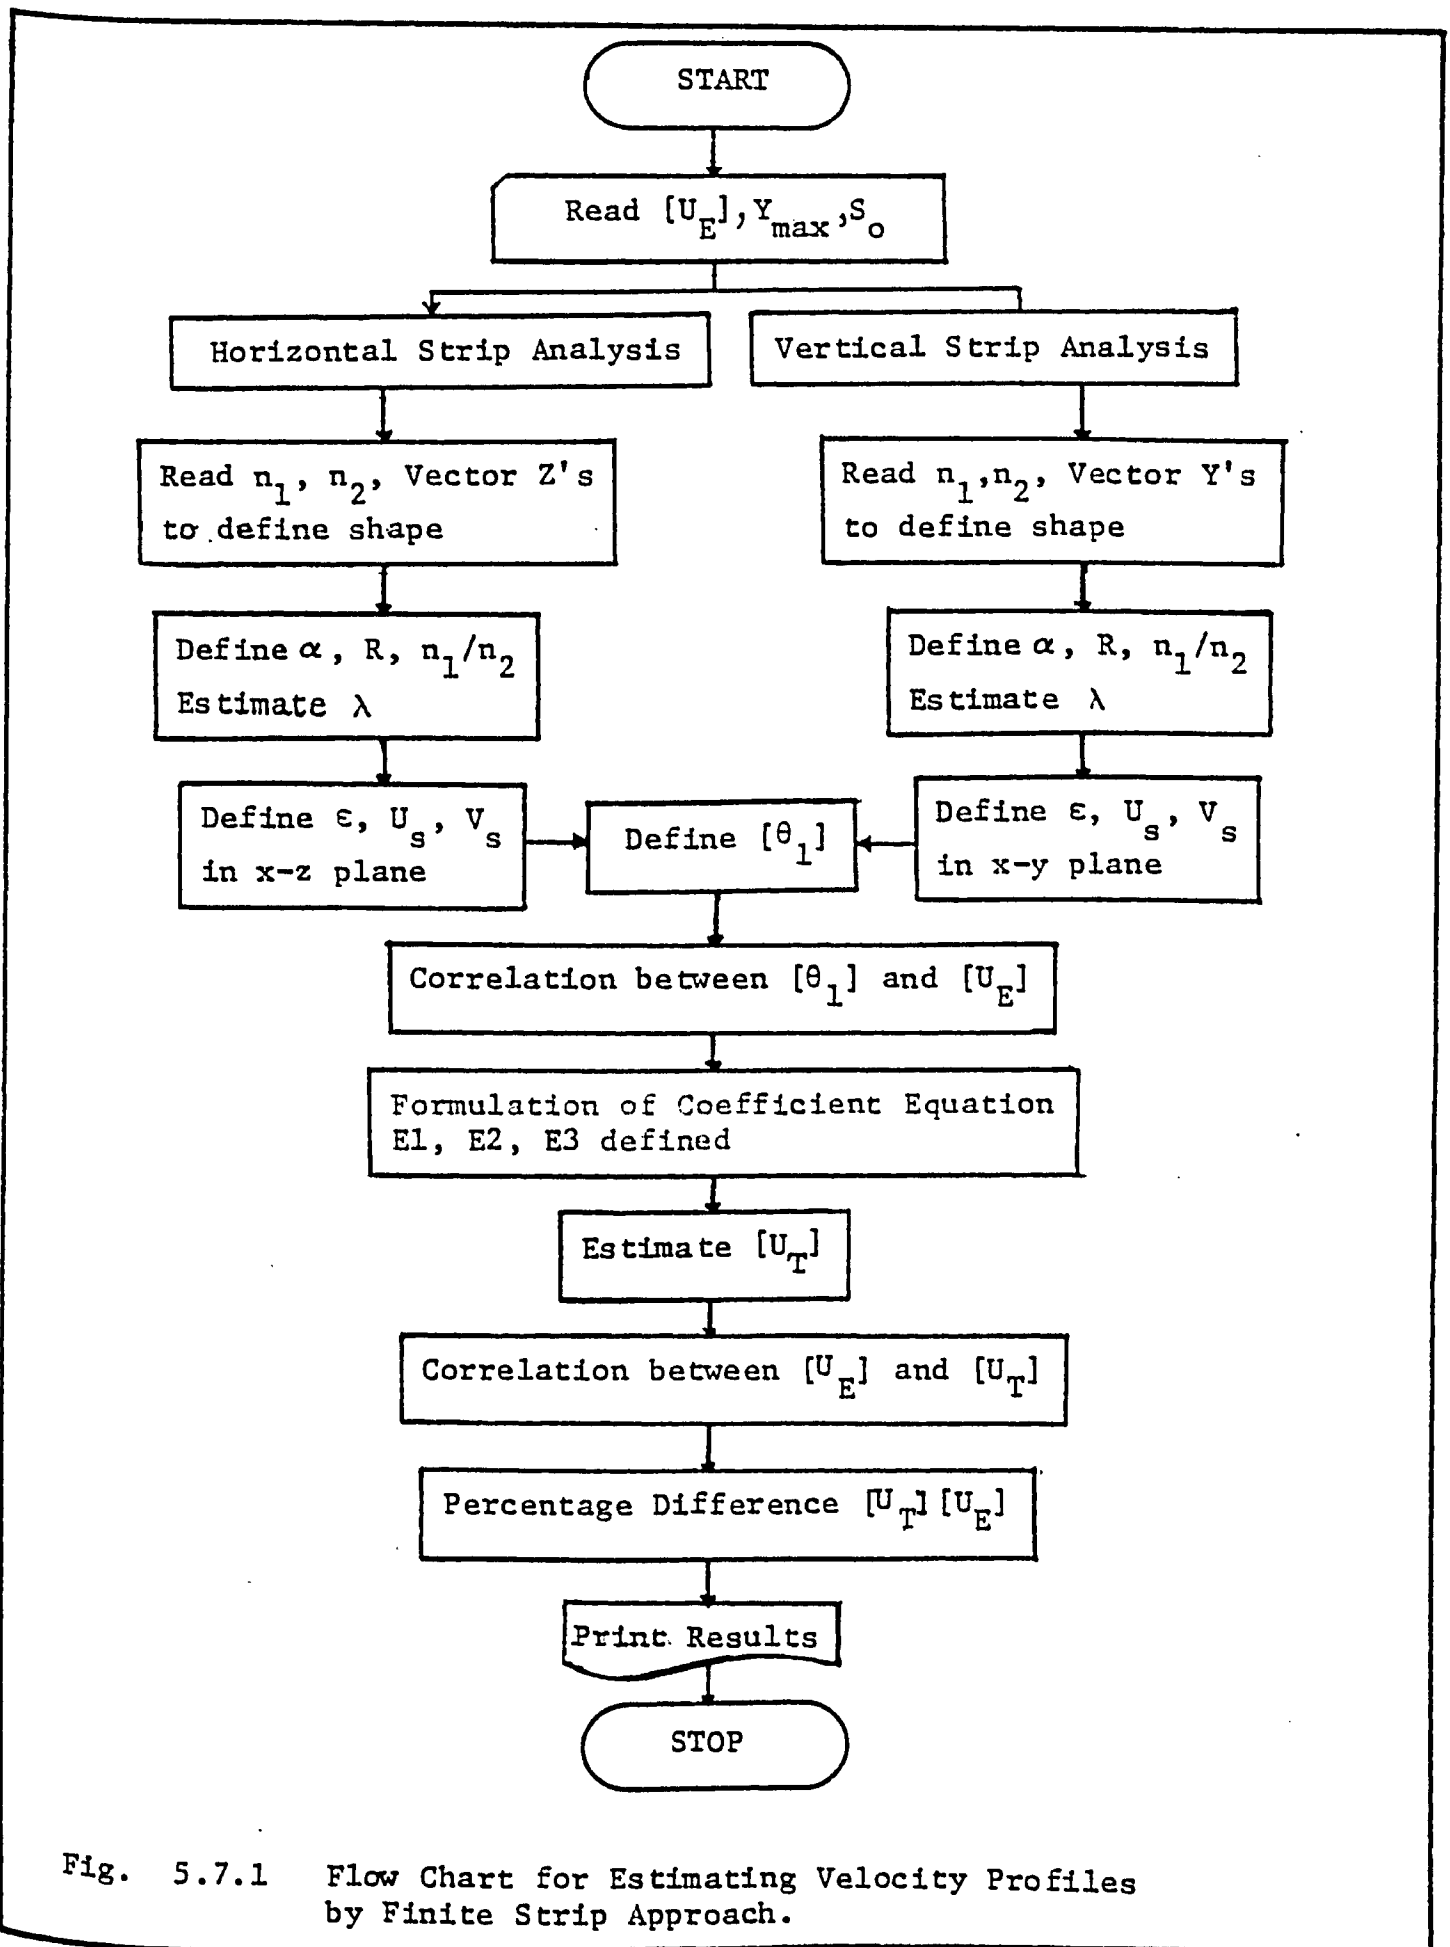 START
Read [U_E], Y_max, S_o
Horizontal Strip Analysis
Vertical Strip Analysis
Read n_1, n_2, Vector Z's
to define shape
Read n_1, n_2, Vector Y's
to define shape
Define α, R, n_1/n_2
Estimate λ
Define α, R, n_1/n_2
Estimate λ
Define ε, U_s, V_s
in x-z plane
Define [θ_1]
Define ε, U_s, V_s
in x-y plane
Correlation between [θ_1] and [U_E]
Formulation of Coefficient Equation
E1, E2, E3 defined
Estimate [U_T]
Correlation between [U_E] and [U_T]
Percentage Difference [U_T] [U_E]
Print Results
STOP
Fig. 5.7.1 Flow Chart for Estimating Velocity Profiles
by Finite Strip Approach.